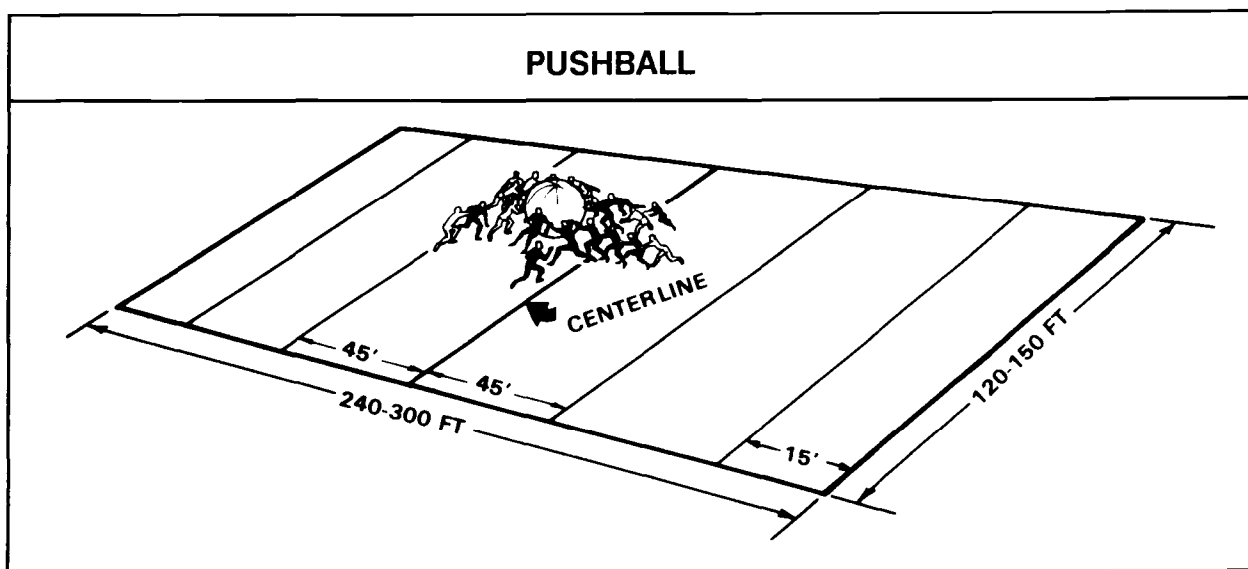 PUSHBALL
CENTERLINE
45'
45'
240-300 FT
15'
120-150 FT